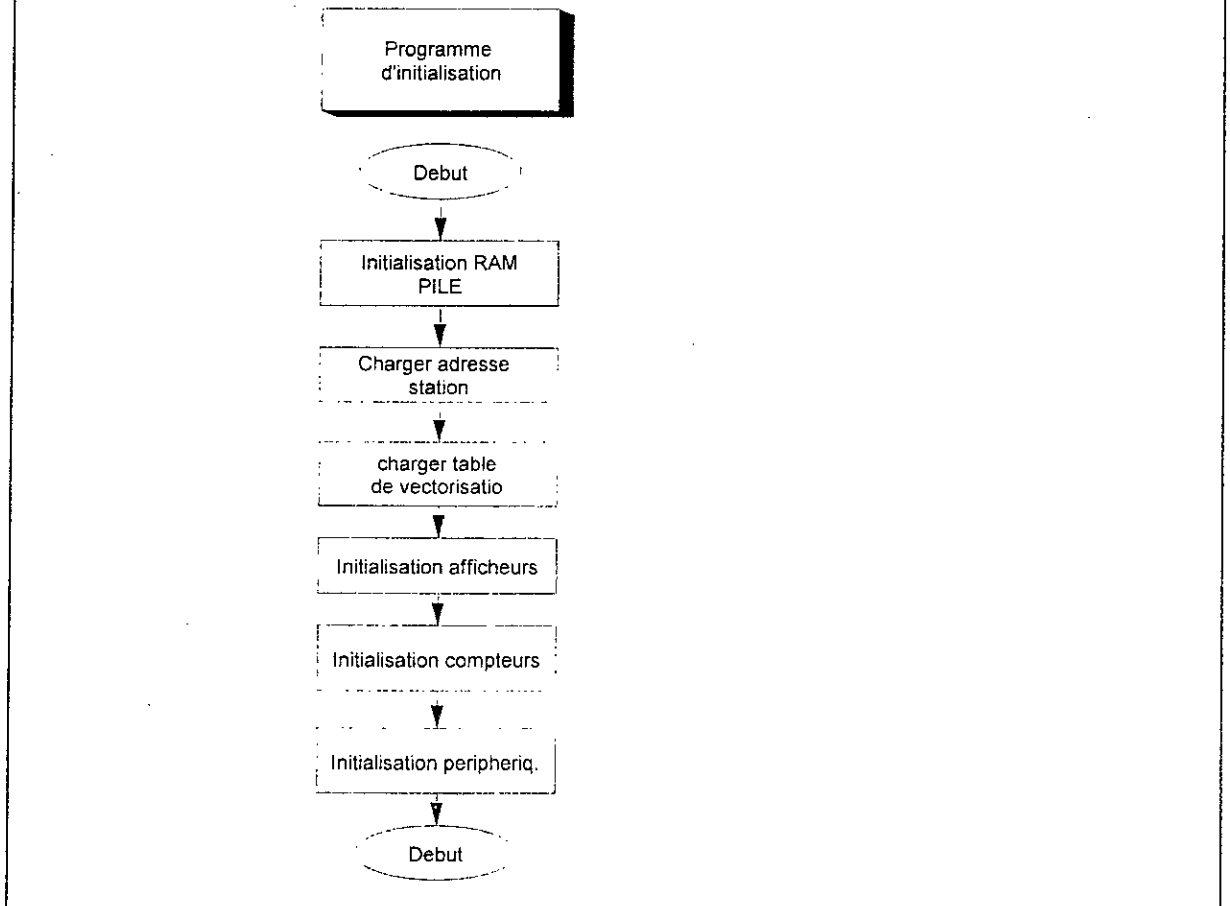 Programme
d'initialisation
Debut
Initialisation RAM
PILE
Charger adresse
station
charger table
de vectorisatio
Initialisation afficheurs
Initialisation compteurs
Initialisation peripheriq.
Debut